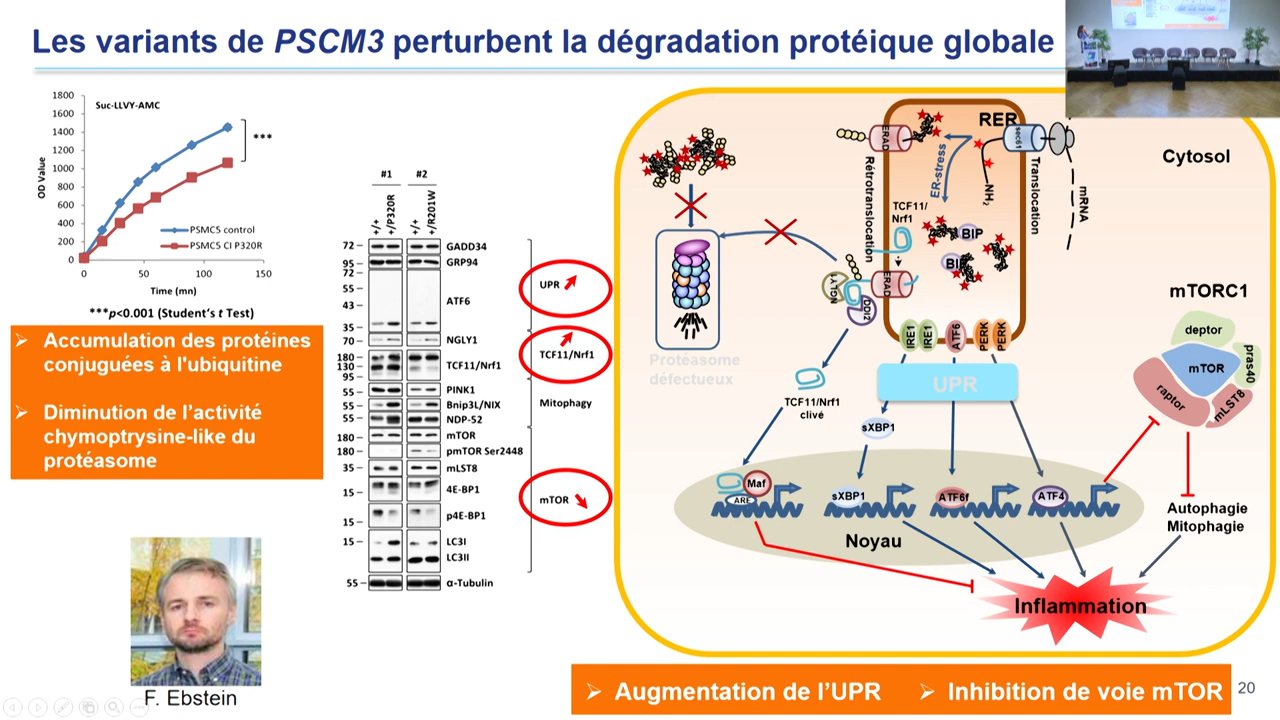 Les variants de PSCM3 perturbent la dégradation protéique globale
1800
1600
1400
1200
1000
800
600
400
200
0
OD Value
Suc-LLVY-AMC
***
PSMC5 control
PSMC5 CI P320R
0
50
100
150
Time (mn)
***p<0.001 (Student's t Test)
Accumulation des protéines
conjuguées à l'ubiquitine
Diminution de l'activité
chymoptrysine-like du
protéasome
F. Ebstein
#1
#2
+/+
+/P320R
+/+
+/R201W
72
GADD34
95
GRP94
72
55
43
35
ATF6
70
NGLY1
180
130
95
TCF11/Nrf1
55
PINK1
55
Bnip3L/NIX
55
NDP-52
180
mTOR
180
pmTOR Ser2448
35
mLST8
15
4E-BP1
15
p4E-BP1
15
LC3I
LC3II
55
α-Tubulin
UPR
TCF11/Nrf1
Mitophagy
mTOR
RER
Cytosol
ERAD
sec61
ER-stress
NH2
Rétrotranslocation
Translocation
mRNA
TCF11/
Nrf1
BIP
BIP
NGLY1
DDI2
ERAD
Protéasome
défectueux
IRE1
IRE1
ATF6
PERK
PERK
UPR
TCF11/Nrf1
clivé
sXBP1
Maf
ARE
sXBP1
ATF6f
ATF4
Noyau
mTORC1
deptor
mTOR
pras40
raptor
mLST8
Autophagie
Mitophagie
Inflammation
Augmentation de l'UPR
Inhibition de voie mTOR
20